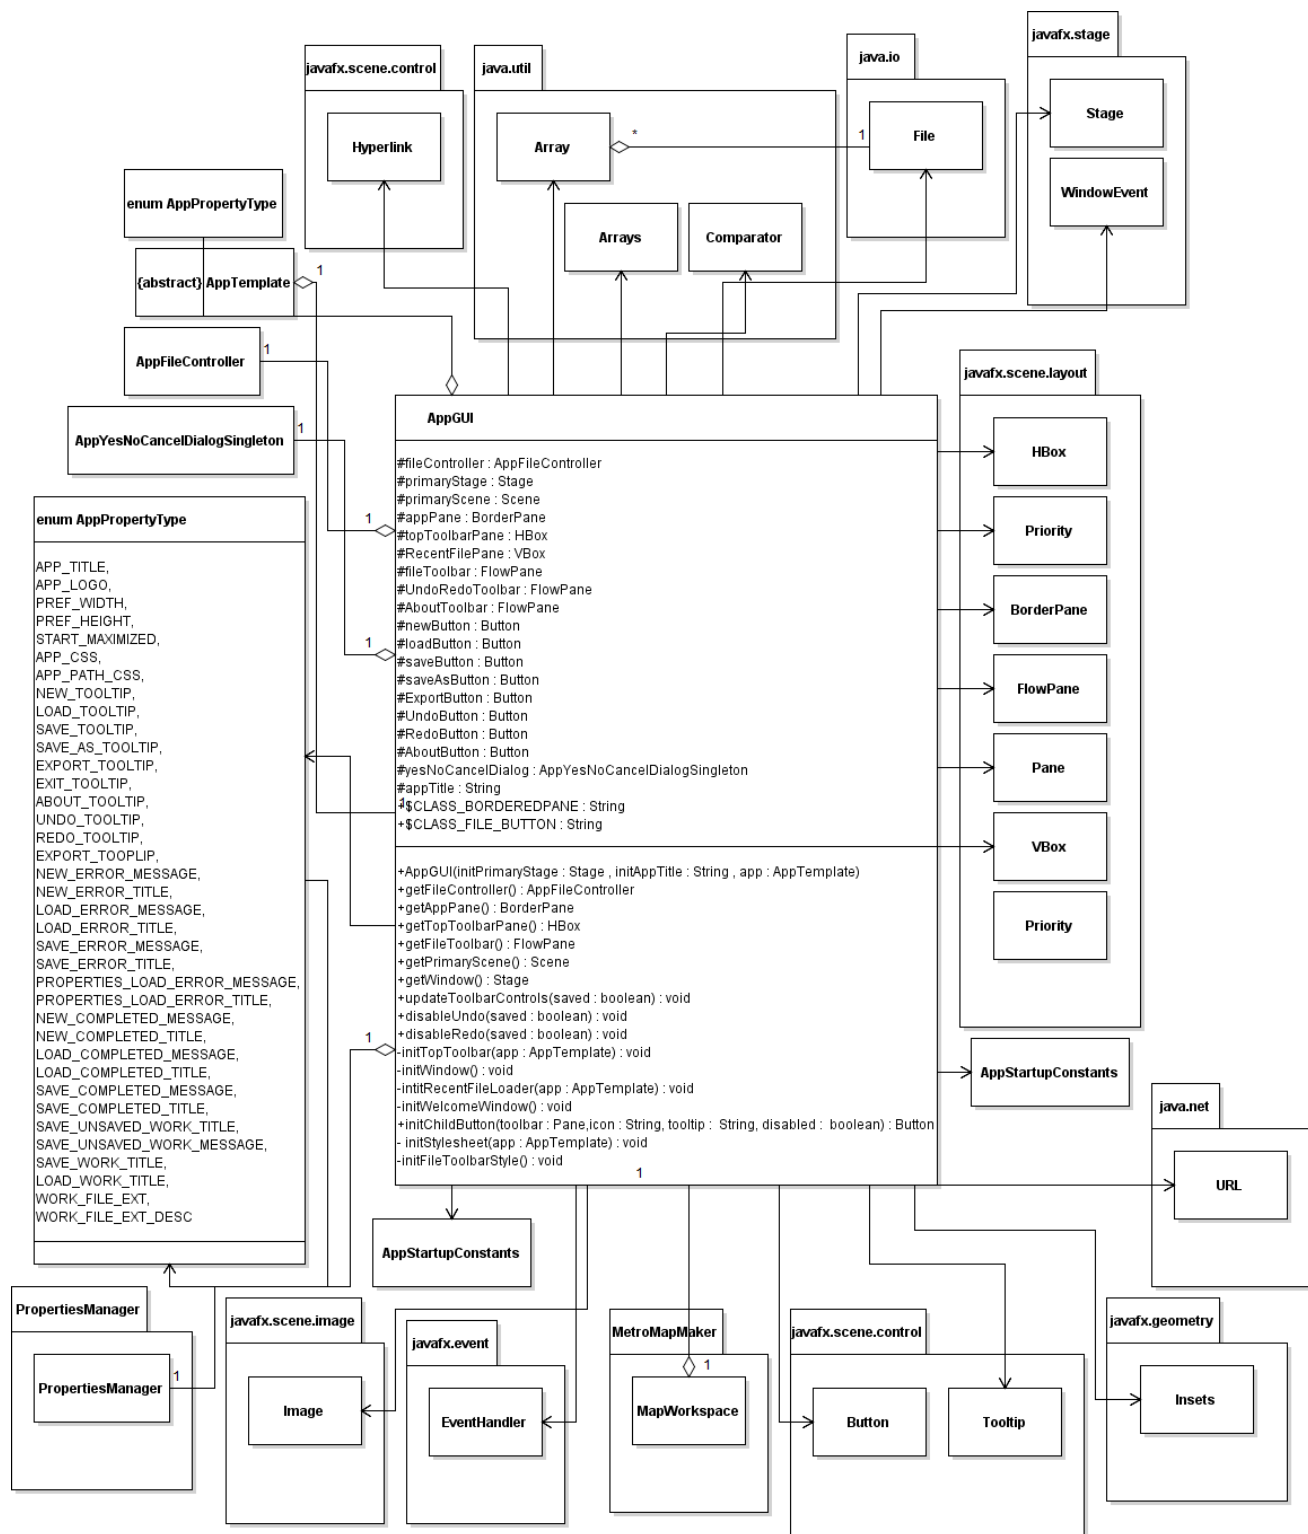 javafx.stage
Stage
WindowEvent
javafx.scene.control
Hyperlink
java.util
Array
*
Arrays
Comparator
java.io
1
File
enum AppPropertyType
{abstract} AppTemplate
1
AppFileController
1
AppYesNoCancelDialogSingleton
1
javafx.scene.layout
HBox
Priority
BorderPane
FlowPane
Pane
VBox
Priority
AppGUI
#fileController : AppFileController
#primaryStage : Stage
#primaryScene : Scene
#appPane : BorderPane
#topToolbarPane : HBox
#RecentFilePane : VBox
#fileToolbar : FlowPane
#UndoRedoToolbar : FlowPane
#AboutToolbar : FlowPane
#newButton : Button
#loadButton : Button
#saveButton : Button
#saveAsButton : Button
#ExportButton : Button
#UndoButton : Button
#RedoButton : Button
#AboutButton : Button
#yesNoCancelDialog : AppYesNoCancelDialogSingleton
#appTitle : String
+$CLASS_BORDEREDPANE : String
+$CLASS_FILE_BUTTON : String
+AppGUI(initPrimaryStage : Stage , initAppTitle : String , app : AppTemplate)
+getFileController() : AppFileController
+getAppPane() : BorderPane
+getTopToolbarPane() : HBox
+getFileToolbar() : FlowPane
+getPrimaryScene() : Scene
+getWindow() : Stage
+updateToolbarControls(saved : boolean) : void
+disableUndo(saved : boolean) : void
+disableRedo(saved : boolean) : void
-initTopToolbar(app : AppTemplate) : void
-initWindow() : void
-intitRecentFileLoader(app : AppTemplate) : void
-initWelcomeWindow() : void
+initChildButton(toolbar : Pane,icon : String, tooltip : String, disabled : boolean) : Button
- initStylesheet(app : AppTemplate) : void
-initFileToolbarStyle() : void
1
1
1
1
1
enum AppPropertyType
APP_TITLE,
APP_LOGO,
PREF_WIDTH,
PREF_HEIGHT,
START_MAXIMIZED,
APP_CSS,
APP_PATH_CSS,
NEW_TOOLTIP,
LOAD_TOOLTIP,
SAVE_TOOLTIP,
SAVE_AS_TOOLTIP,
EXPORT_TOOLTIP,
EXIT_TOOLTIP,
ABOUT_TOOLTIP,
UNDO_TOOLTIP,
REDO_TOOLTIP,
EXPORT_TOOPLIP,
NEW_ERROR_MESSAGE,
NEW_ERROR_TITLE,
LOAD_ERROR_MESSAGE,
LOAD_ERROR_TITLE,
SAVE_ERROR_MESSAGE,
SAVE_ERROR_TITLE,
PROPERTIES_LOAD_ERROR_MESSAGE,
PROPERTIES_LOAD_ERROR_TITLE,
NEW_COMPLETED_MESSAGE,
NEW_COMPLETED_TITLE,
LOAD_COMPLETED_MESSAGE,
LOAD_COMPLETED_TITLE,
SAVE_COMPLETED_MESSAGE,
SAVE_COMPLETED_TITLE,
SAVE_UNSAVED_WORK_TITLE,
SAVE_UNSAVED_WORK_MESSAGE,
SAVE_WORK_TITLE,
LOAD_WORK_TITLE,
WORK_FILE_EXT,
WORK_FILE_EXT_DESC
AppStartupConstants
java.net
URL
AppStartupConstants
PropertiesManager
PropertiesManager
1
javafx.scene.image
Image
javafx.event
EventHandler
MetroMapMaker
1
MapWorkspace
javafx.scene.control
Button
Tooltip
javafx.geometry
Insets